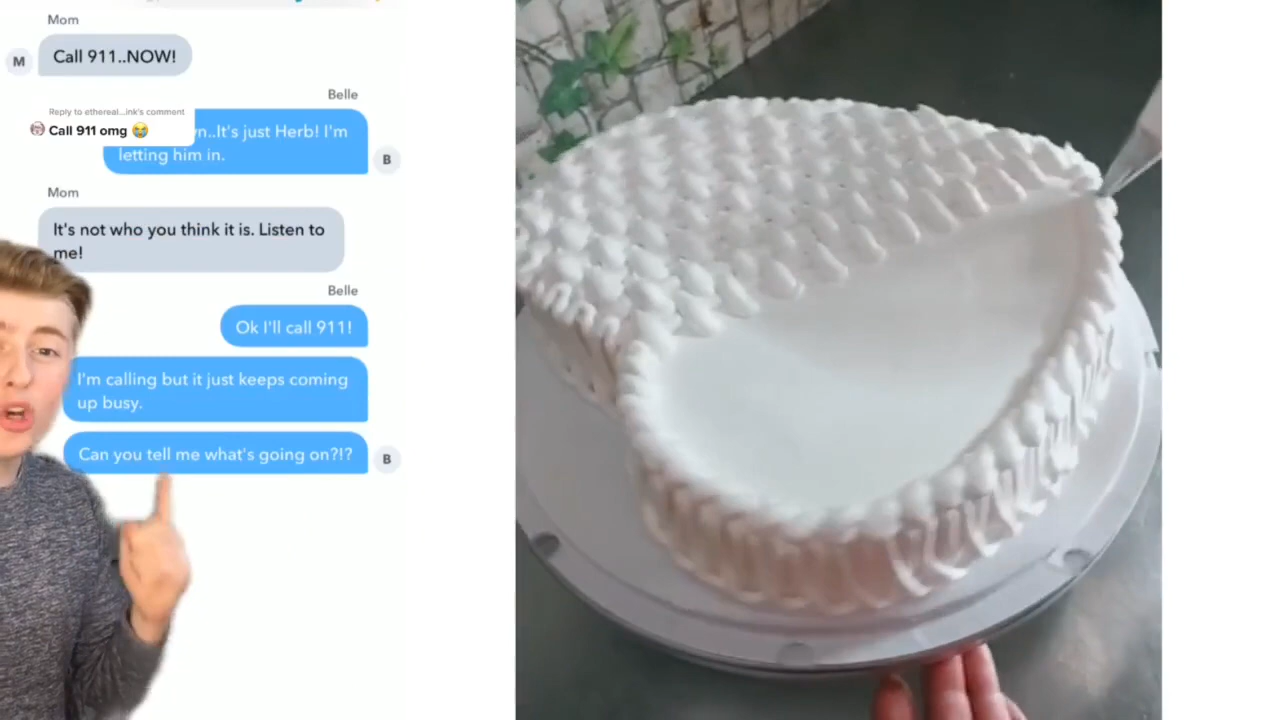 Mom
M
Call 911..NOW!
Belle
Reply to ethereal...ink's comment
Call 911 omg 😭
It's just Herb! I'm
letting him in.
B
Mom
It's not who you think it is. Listen to
me!
Belle
Ok I'll call 911!
I'm calling but it just keeps coming
up busy.
Can you tell me what's going on?!?
B